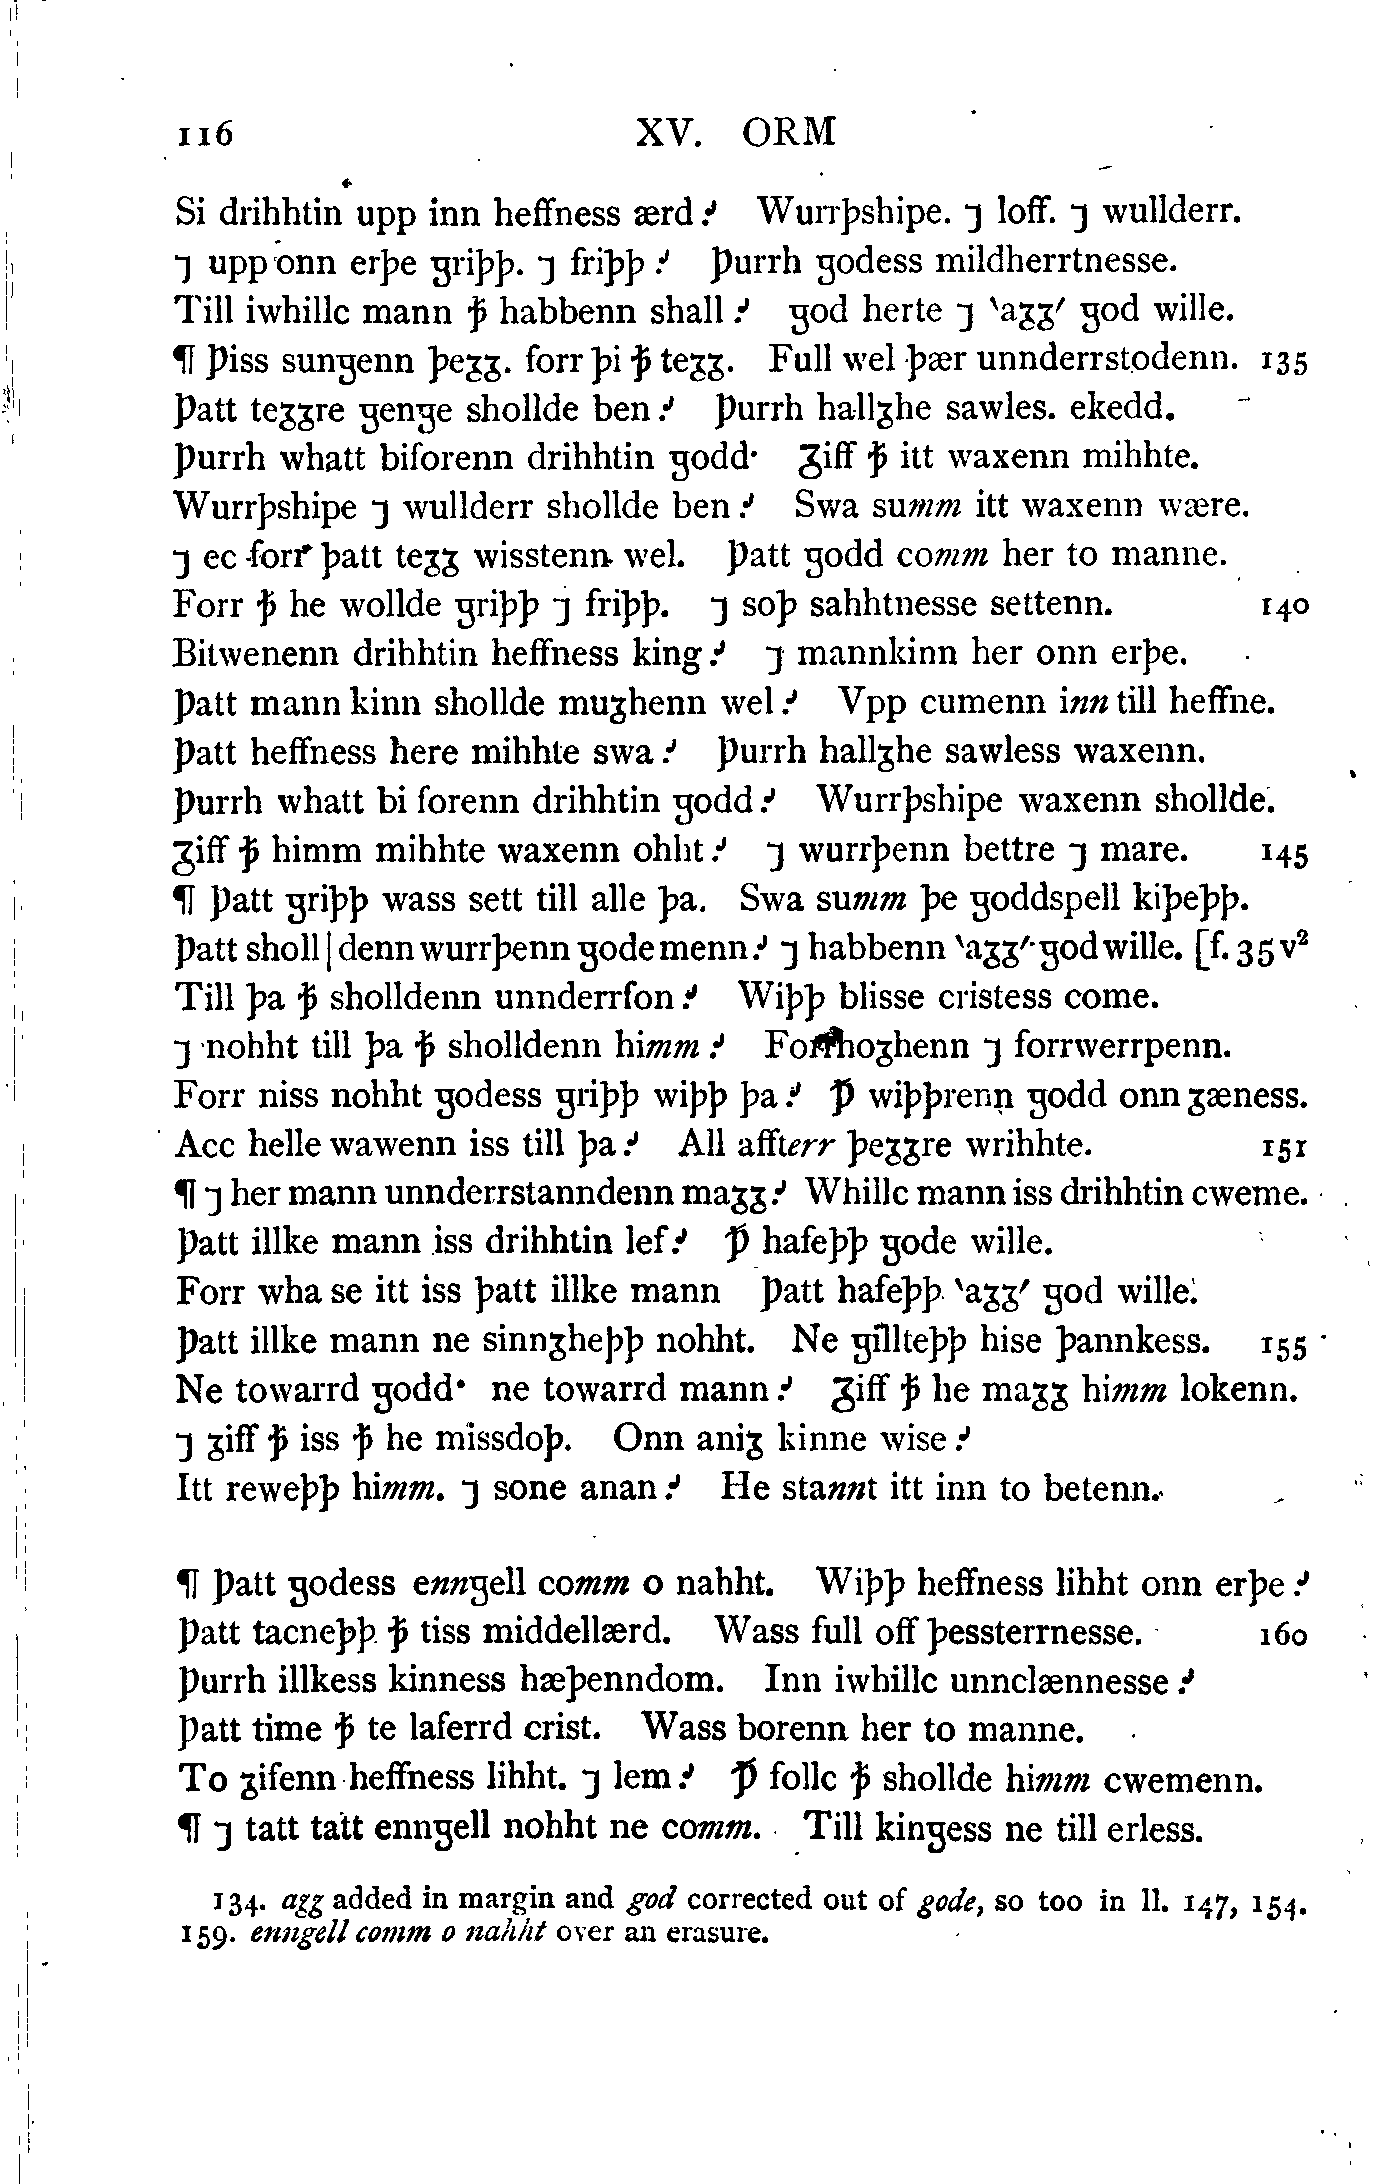 116 XV. ORM
Si drihhtin upp inn heffness ærd⹎ Wurrþshipe. ⁊ loff. ⁊ wullderr.
⁊ upp onn erþe griþþ. ⁊ friþþ⹎ Þurrh godess mildherrtnesse.
Till iwhillc mann ꝥ habbenn shall⹎ god herte ⁊ ‵aȝȝ′ god wille.
¶ Þiss sungenn þeȝȝ. forr þi ꝥ teȝȝ. Full wel þær unnderrstodenn. 135
Þatt teȝȝre genge shollde ben⹎ Þurrh hallȝhe sawles. ekedd.
Þurrh whatt biforenn drihhtin godd· Ȝiff ꝥ itt waxenn mihhte.
Wurrþshipe ⁊ wullderr shollde ben⹎ Swa summ itt waxenn wære.
⁊ ec forr þatt teȝȝ wisstenn wel. Þatt godd comm her to manne.
Forr ꝥ he wollde griþþ ⁊ friþþ. ⁊ soþ sahhtnesse settenn. 140
Bitwenenn drihhtin heffness king⹎ ⁊ mannkinn her onn erþe.
Þatt mann kinn shollde muȝhenn wel⹎ Vpp cumenn inn till heffne.
Þatt heffness here mihhte swa⹎ Þurrh hallȝhe sawless waxenn.
Þurrh whatt bi forenn drihhtin godd⹎ Wurrþshipe waxenn shollde.
Ȝiff ꝥ himm mihhte waxenn ohht⹎ ⁊ wurrþenn bettre ⁊ mare. 145
¶ Þatt griþþ wass sett till alle þa. Swa summ þe goddspell kiþeþþ.
Þatt sholl|denn wurrþenn gode menn⹎ ⁊ habbenn ‵aȝȝ′ god wille. [f. 35 v²
Till þa ꝥ sholldenn unnderrfon⹎ Wiþþ blisse cristess come.
⁊ nohht till þa ꝥ sholldenn himm⹎ Forrhoȝhenn ⁊ forrwerrpenn.
Forr niss nohht godess griþþ wiþþ þa⹎ Ꝥ wiþþrenn godd onnȝæness.
Acc helle wawenn iss till þa⹎ All affterr þeȝȝre wrihhte. 151
¶ ⁊ her mann unnderrstanndenn maȝȝ⹎ Whillc mann iss drihhtin cweme.
Þatt illke mann iss drihhtin lef⹎ Ꝥ hafeþþ gode wille.
Forr wha se itt iss þatt illke mann Þatt hafeþþ ‵aȝȝ′ god wille.
Þatt illke mann ne sinnȝheþþ nohht. Ne gillteþþ hise þannkess. 155
Ne towarrd godd· ne towarrd mann⹎ Ȝiff ꝥ he maȝȝ himm lokenn.
⁊ ȝiff ꝥ iss ꝥ he missdoþ. Onn aniȝ kinne wise⹎
Itt reweþþ himm. ⁊ sone anan⹎ He stannt itt inn to betenn.
¶ Þatt godess enngell comm o nahht. Wiþþ heffness lihht onn erþe⹎
Þatt tacneþþ ꝥ tiss middellærd. Wass full off þessterrnesse. 160
Þurrh illkess kinness hæþenndom. Inn iwhillc unnclænnesse⹎
Þatt time ꝥ te laferrd crist. Wass borenn her to manne.
To ȝifenn heffness lihht. ⁊ lem⹎ Ꝥ follc ꝥ shollde himm cwemenn.
¶ ⁊ tatt tatt enngell nohht ne comm. Till kingess ne till erless.
134. aȝȝ added in margin and god corrected out of gode, so too in ll. 147, 154.
159. enngell comm o nahht over an erasure.